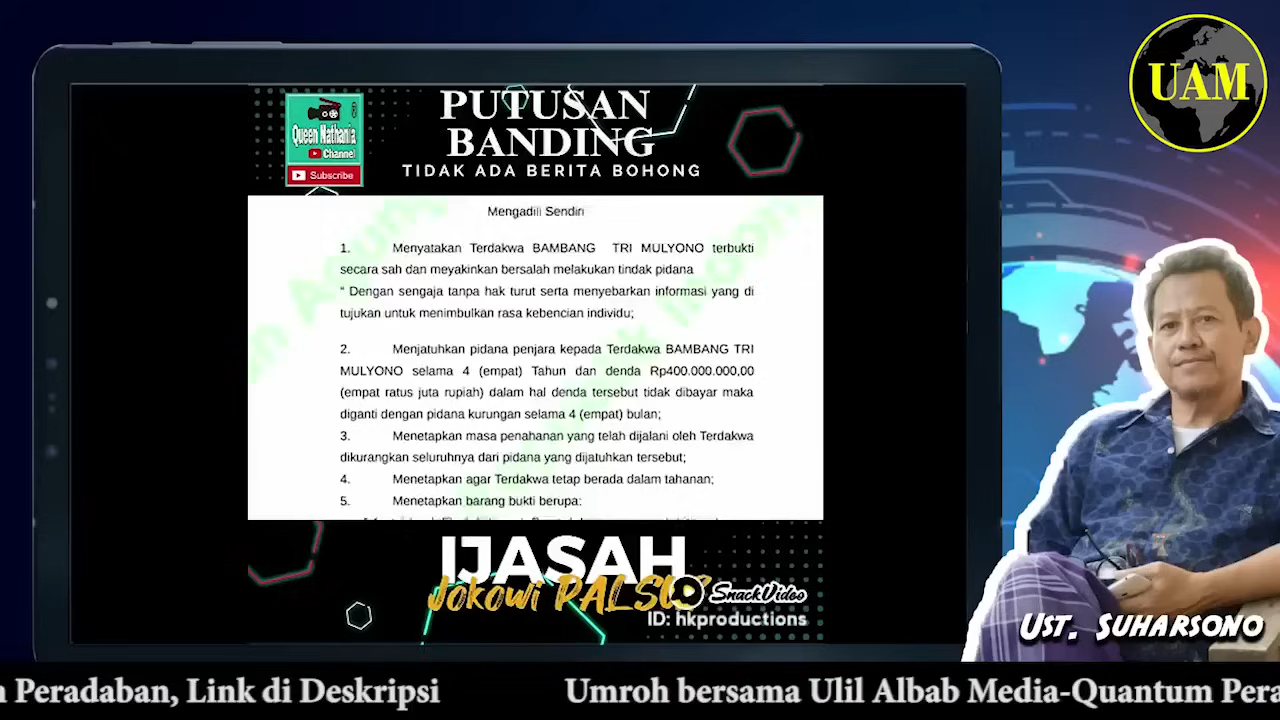 UAM
Queen Nathania
Channel
Subscribe
PUTUSAN
BANDING
TIDAK ADA BERITA BOHONG
Mengadili Sendiri
1. Menyatakan Terdakwa BAMBANG TRI MULYONO terbukti
secara sah dan meyakinkan bersalah melakukan tindak pidana
“ Dengan sengaja tanpa hak turut serta menyebarkan informasi yang di
tujukan untuk menimbulkan rasa kebencian individu;
2. Menjatuhkan pidana penjara kepada Terdakwa BAMBANG TRI
MULYONO selama 4 (empat) Tahun dan denda Rp400.000.000,00
(empat ratus juta rupiah) dalam hal denda tersebut tidak dibayar maka
diganti dengan pidana kurungan selama 4 (empat) bulan;
3. Menetapkan masa penahanan yang telah dijalani oleh Terdakwa
dikurangkan seluruhnya dari pidana yang dijatuhkan tersebut;
4. Menetapkan agar Terdakwa tetap berada dalam tahanan;
5. Menetapkan barang bukti berupa:
IJASAH
Jokowi PALSU
SnackVideo
ID: hkproductions
UST. SUHARSONO
Peradaban, Link di Deskripsi
Umroh bersama Ulil Albab Media-Quantum Pera